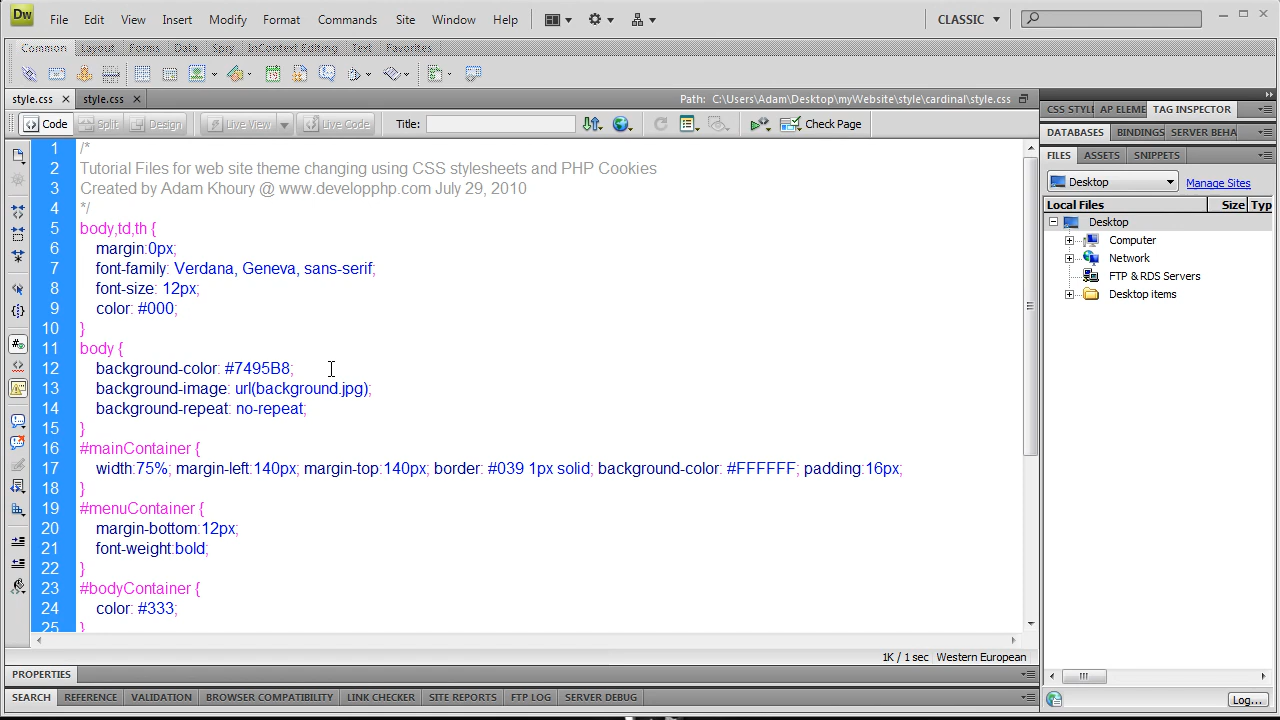 Dw File Edit View Insert Modify Format Commands Site Window Help CLASSIC
Common Layout Forms Data Spry InContext Editing Text Favorites
style.css style.css Path: C:\Users\Adam\Desktop\myWebsite\style\cardinal\style.css
Code Split Design Live View Live Code Title: Check Page
1 /*
2 Tutorial Files for web site theme changing using CSS stylesheets and PHP Cookies
3 Created by Adam Khoury @ www.developphp.com July 29, 2010
4 */
5 body,td,th {
6 margin:0px;
7 font-family: Verdana, Geneva, sans-serif;
8 font-size: 12px;
9 color: #000;
10 }
11 body {
12 background-color: #7495B8;
13 background-image: url(background.jpg);
14 background-repeat: no-repeat;
15 }
16 #mainContainer {
17 width:75%; margin-left:140px; margin-top:140px; border: #039 1px solid; background-color: #FFFFFF; padding:16px;
18 }
19 #menuContainer {
20 margin-bottom:12px;
21 font-weight:bold;
22 }
23 #bodyContainer {
24 color: #333;
25 }
1K / 1 sec Western European
PROPERTIES
SEARCH REFERENCE VALIDATION BROWSER COMPATIBILITY LINK CHECKER SITE REPORTS FTP LOG SERVER DEBUG
CSS STYL AP ELEME TAG INSPECTOR
DATABASES BINDINGS SERVER BEHA
FILES ASSETS SNIPPETS
Desktop Manage Sites
Local Files Size Typ
Desktop
Computer
Network
FTP & RDS Servers
Desktop items
Log...